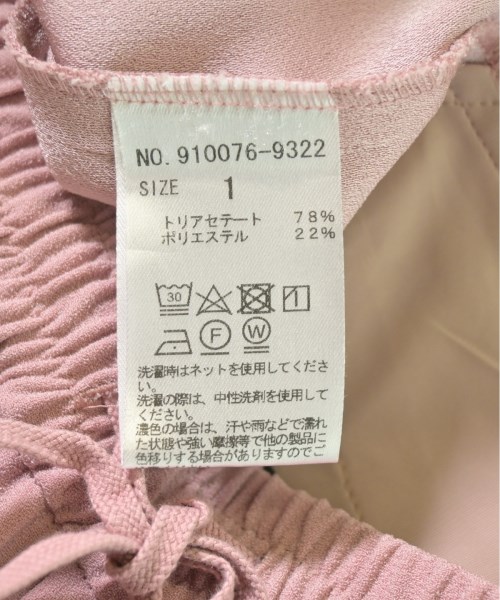 NO. 910076-9322
SIZE 1
トリアセテート 78%
ポリエステル 22%
30
F W
洗濯時はネットを使用してくださ
い。
洗濯の際は、中性洗剤を使用して
ください。
濃色の場合は、汗や雨などで濡れ
た状態や強い摩擦等で他の製品に
色移りする場合がありますのでご